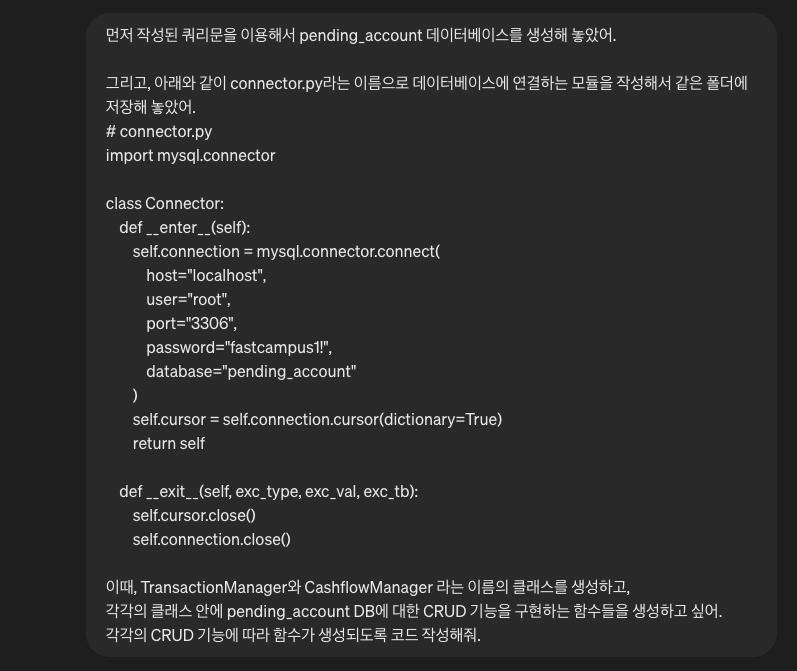 먼저 작성된 쿼리문을 이용해서 pending_account 데이터베이스를 생성해 놓았어.
그리고, 아래와 같이 connector.py라는 이름으로 데이터베이스에 연결하는 모듈을 작성해서 같은 폴더에
저장해 놓았어.
# connector.py
import mysql.connector
class Connector:
def __enter__(self):
self.connection = mysql.connector.connect(
host="localhost",
user="root",
port="3306",
password="fastcampus1!",
database="pending_account"
)
self.cursor = self.connection.cursor(dictionary=True)
return self
def __exit__(self, exc_type, exc_val, exc_tb):
self.cursor.close()
self.connection.close()
이때, TransactionManager와 CashflowManager 라는 이름의 클래스를 생성하고,
각각의 클래스 안에 pending_account DB에 대한 CRUD 기능을 구현하는 함수들을 생성하고 싶어.
각각의 CRUD 기능에 따라 함수가 생성되도록 코드 작성해줘.